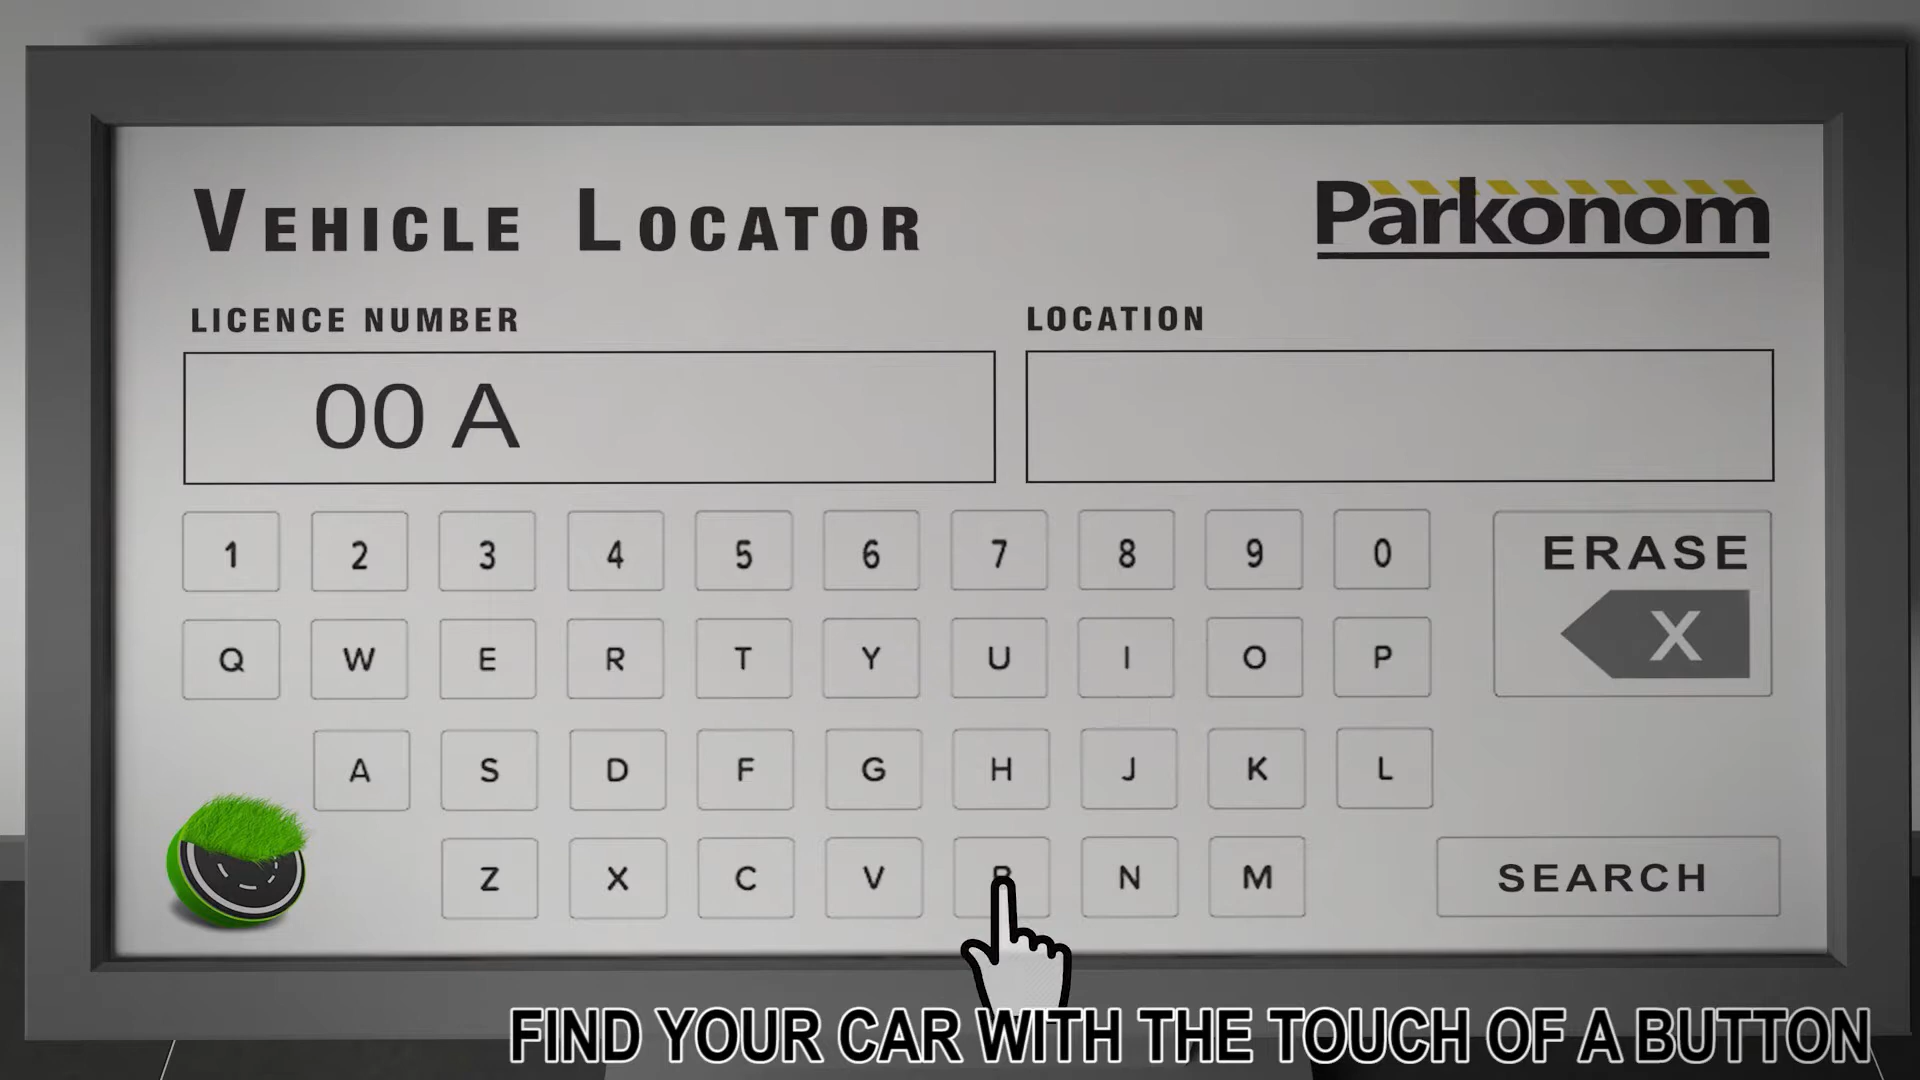 VEHICLE LOCATOR
Parkonom
LICENCE NUMBER
LOCATION
00 A
1 2 3 4 5 6 7 8 9 0
ERASE
X
Q W E R T Y U I O P
A S D F G H J K L
Z X C V B N M
SEARCH
FIND YOUR CAR WITH THE TOUCH OF A BUTTON